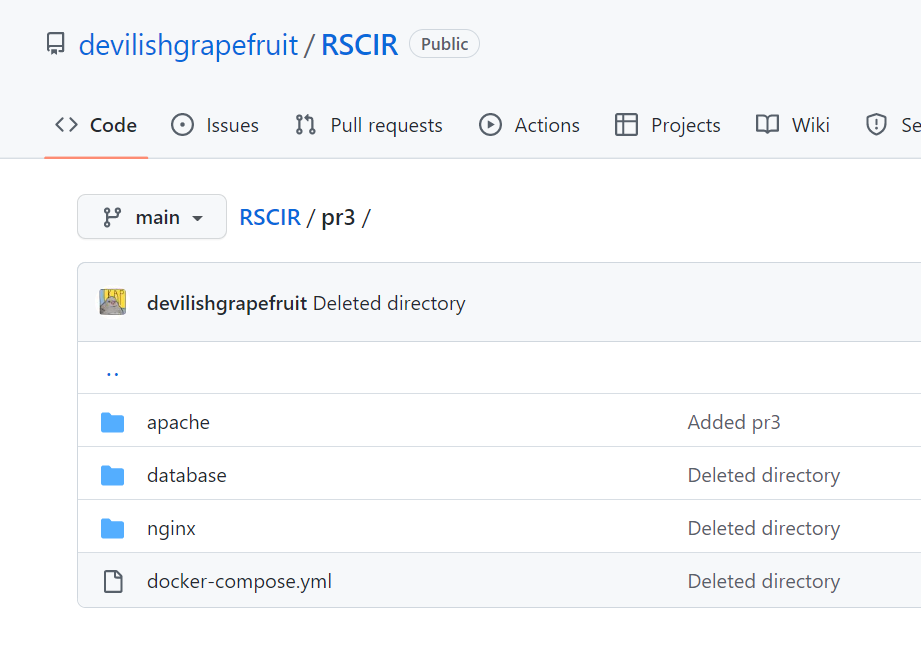 devilishgrapefruit / RSCIR Public
Code Issues Pull requests Actions Projects Wiki Se
main RSCIR / pr3 /
devilishgrapefruit Deleted directory
..
apache Added pr3
database Deleted directory
nginx Deleted directory
docker-compose.yml Deleted directory